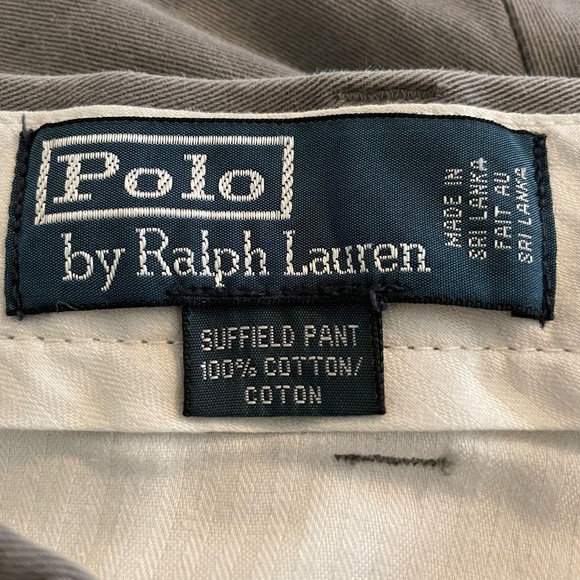 Polo
by Ralph Lauren
MADE IN
SRI LANKA
FAIT AU
SRI LANKA
SUFFIELD PANT
100% COTTON/
COTON